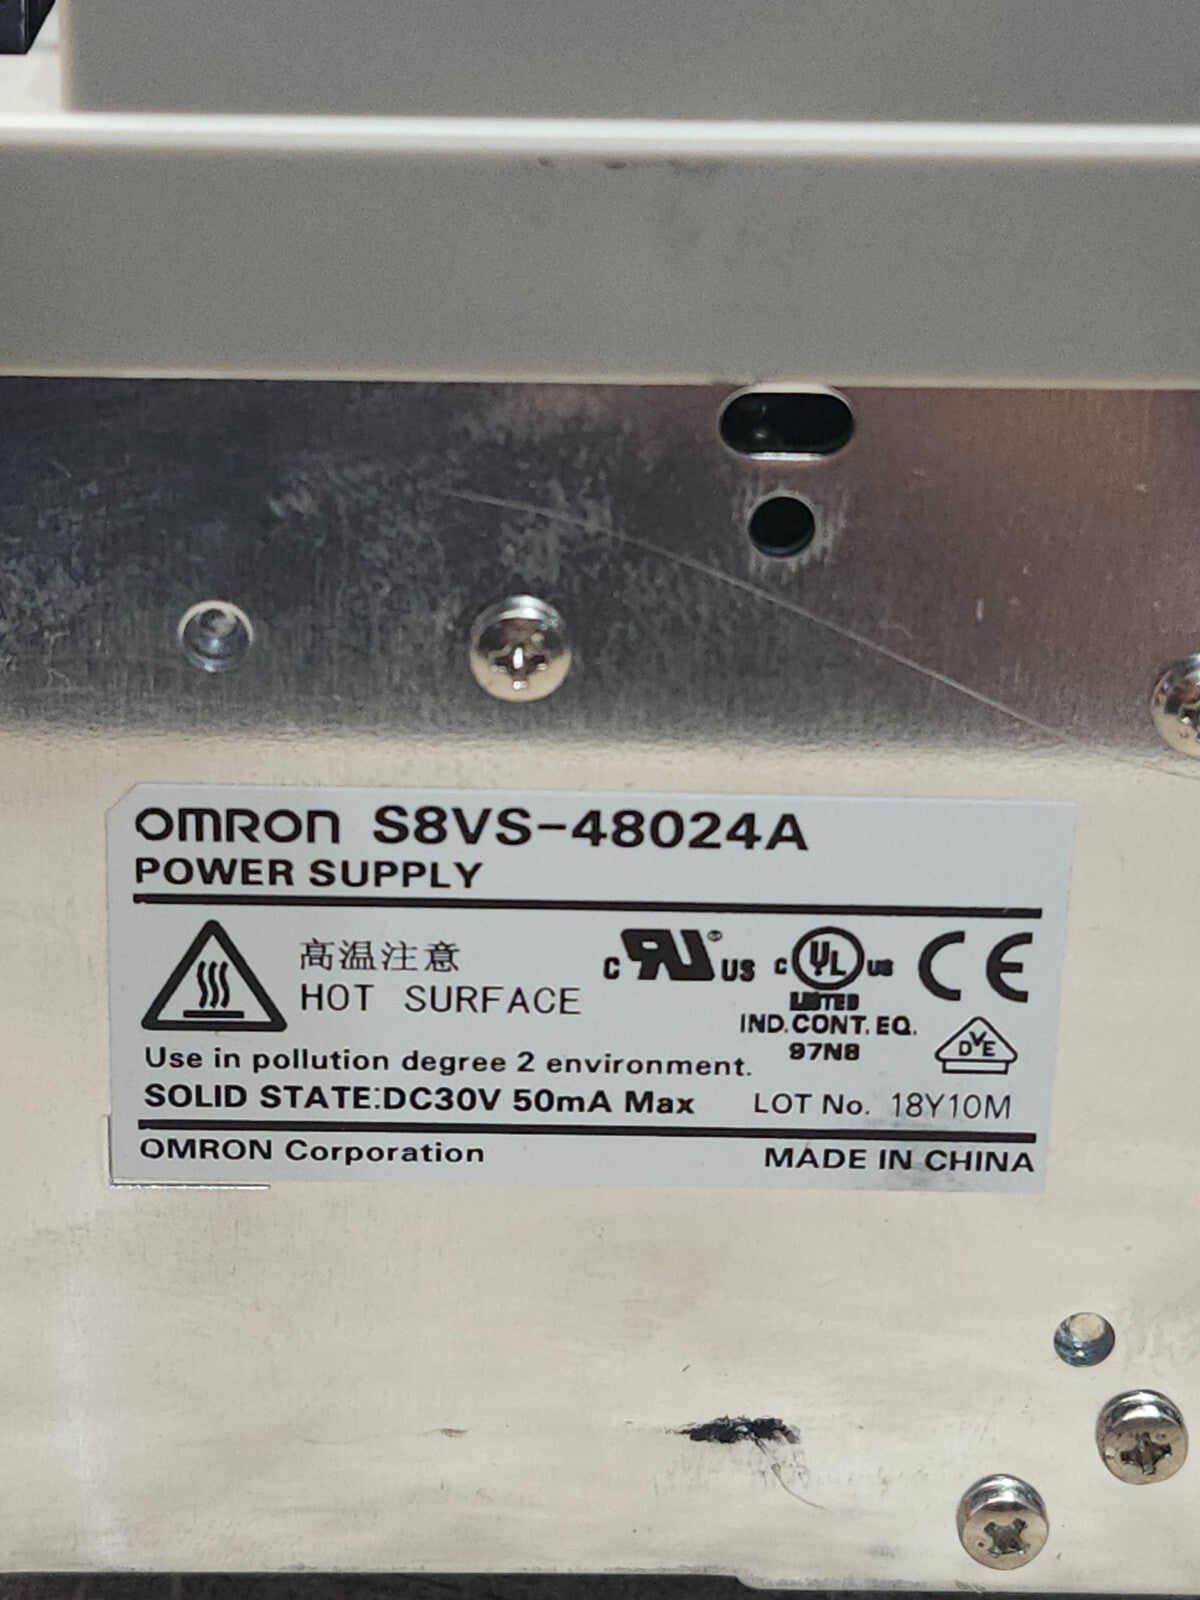 OMRON S8VS-48024A
POWER SUPPLY
高温注意
HOT SURFACE
c RU® US
c UL us
LISTED
IND. CONT. EQ.
97N8
CE
DVE
Use in pollution degree 2 environment.
SOLID STATE:DC30V 50mA Max
LOT No. 18Y10M
OMRON Corporation
MADE IN CHINA